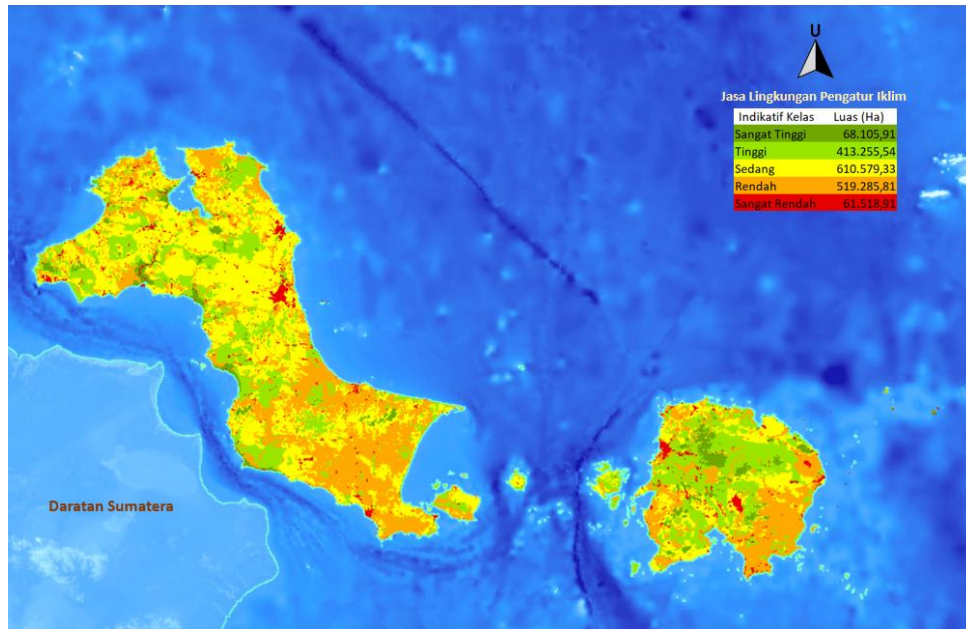 U
Jasa Lingkungan Pengatur Iklim
Indikatif Kelas Luas (Ha)
Sangat Tinggi 68.105,91
Tinggi 413.255,54
Sedang 610.579,33
Rendah 519.285,81
Sangat Rendah 61.518,91
Daratan Sumatera